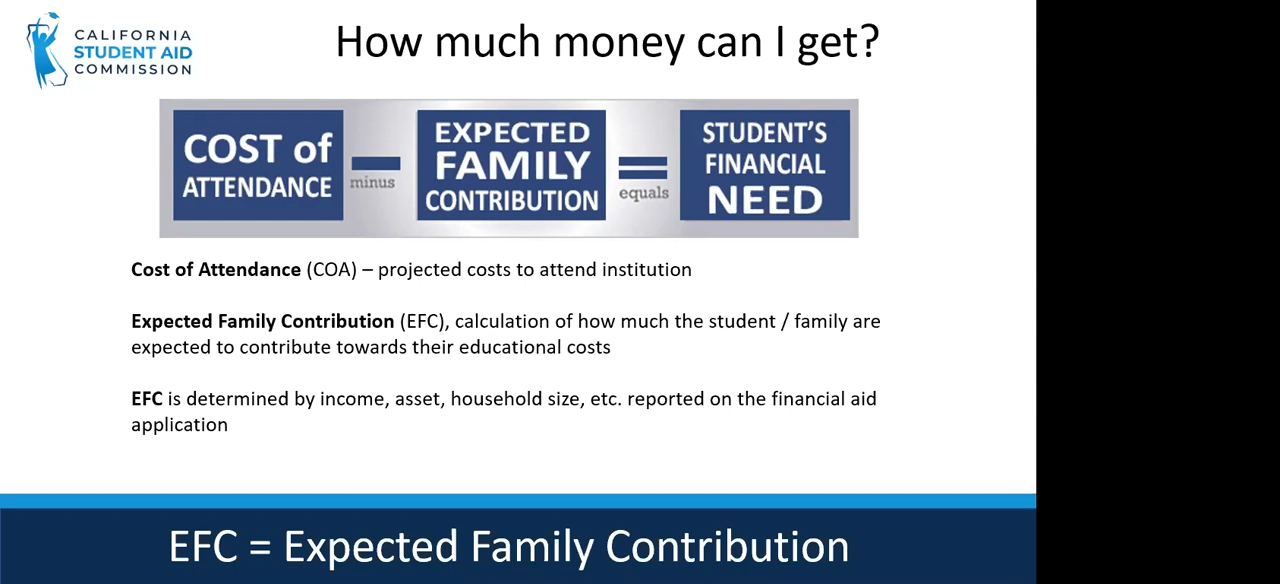 CALIFORNIA
STUDENT AID
COMMISSION
How much money can I get?
COST of
ATTENDANCE
minus
EXPECTED
FAMILY
CONTRIBUTION
equals
STUDENT'S
FINANCIAL
NEED
Cost of Attendance (COA) – projected costs to attend institution
Expected Family Contribution (EFC), calculation of how much the student / family are
expected to contribute towards their educational costs
EFC is determined by income, asset, household size, etc. reported on the financial aid
application
EFC = Expected Family Contribution